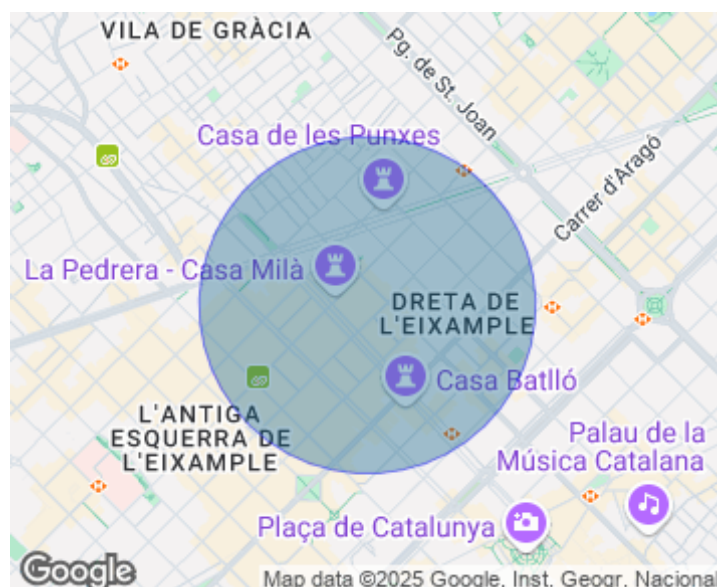 VILA DE GRÀCIA
Pg. de St. Joan
Casa de les Punxes
Carrer d'Aragó
La Pedrera - Casa Milà
DRETA DE
L'EIXAMPLE
Casa Batlló
L'ANTIGA
ESQUERRA DE
L'EIXAMPLE
Palau de la
Música Catalana
Plaça de Catalunya
Google
Map data ©2025 Google, Inst. Geogr. Nacional